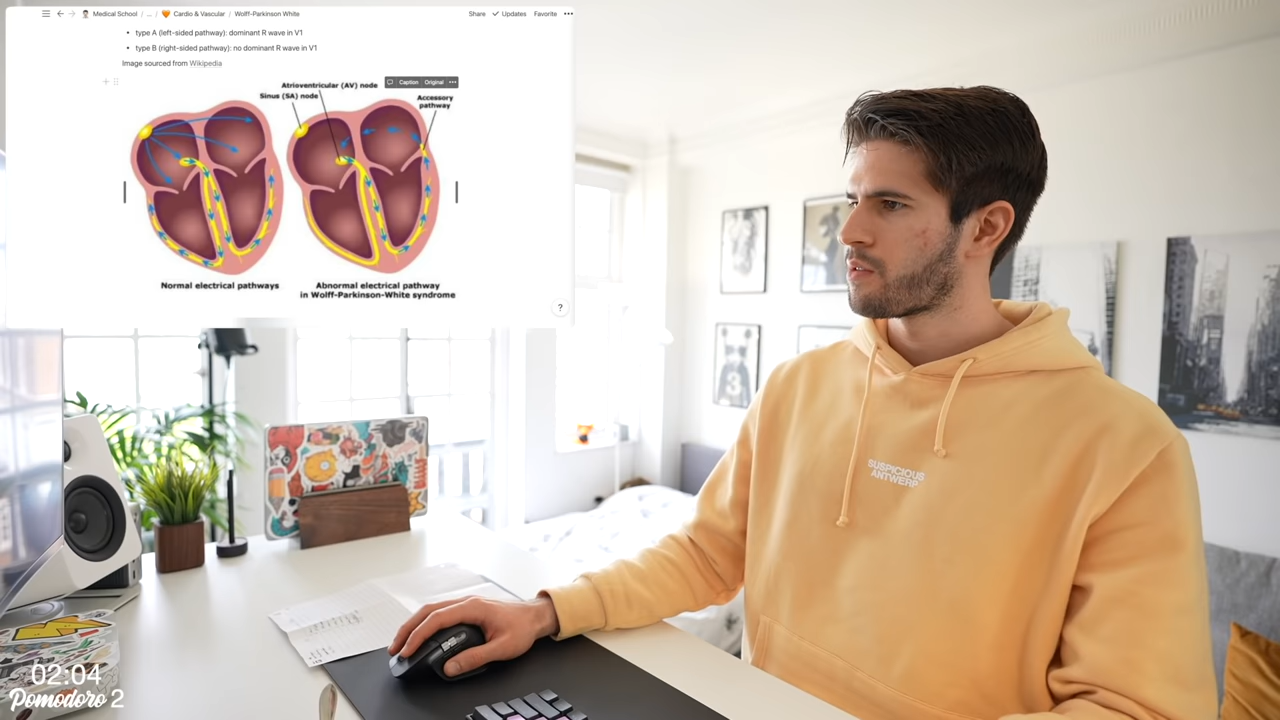 Medical School / ... / Cardio & Vascular / Wolff-Parkinson White
Share Updates Favorite •••
• type A (left-sided pathway): dominant R wave in V1
• type B (right-sided pathway): no dominant R wave in V1
Image sourced from Wikipedia
Caption Original •••
Atrioventricular (AV) node
Sinus (SA) node
Accessory
pathway
Normal electrical pathways
Abnormal electrical pathway
in Wolff-Parkinson-White syndrome
?
SUSPICIOUS
ANTWERP
3
02:04
Pomodoro 2